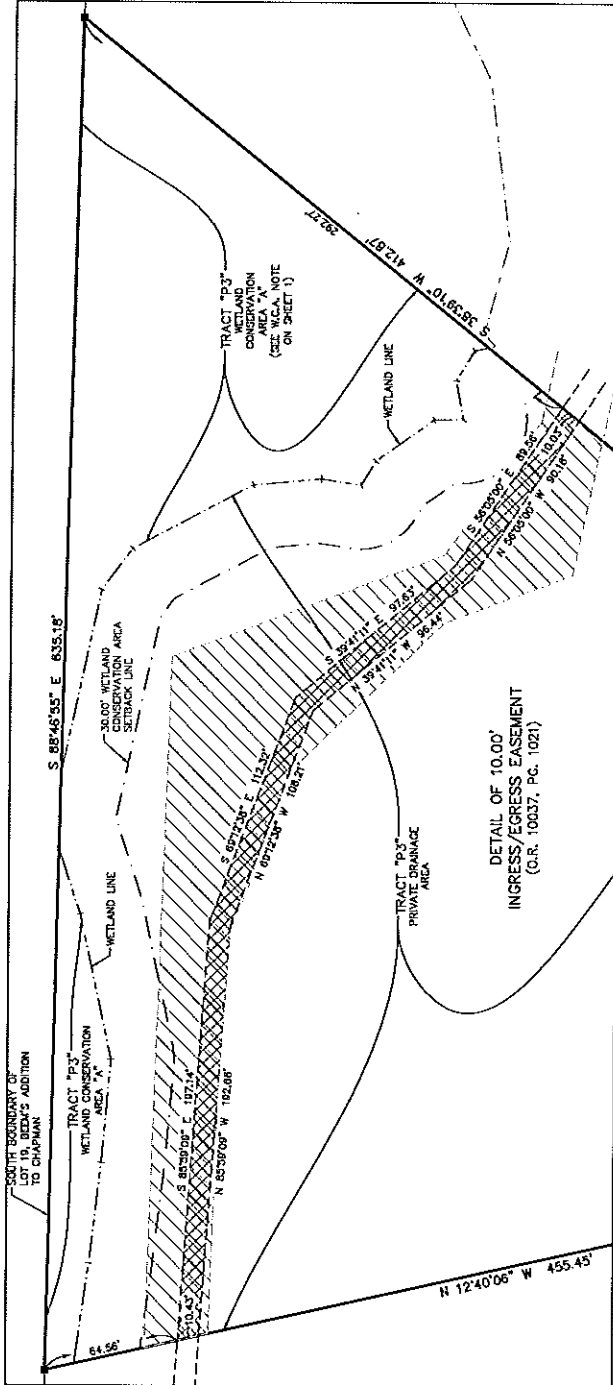 SOUTH BOUNDARY OF
LOT 19, BEEM'S ADDITION
TO CHAPMAN
S 88°46'55" E 635.18'
TRACT "P3"
WETLAND CONSERVATION
AREA "A"
WETLAND LINE
30.00' WETLAND
CONSERVATION AREA
SETBACK LINE
TRACT "P3"
WETLAND
CONSERVATION
AREA "A"
(SEE W.C.A. NOTE
ON SHEET 1)
WETLAND LINE
292.27'
S 38°39'10" W 412.87'
64.56'
10.43'
S 85°59'09" E 197.14'
N 85°59'09" W 192.66'
S 69°12'38" E 112.32'
N 69°12'38" W 108.21'
S 39°41'11" E 97.63'
N 39°41'11" W 96.44'
S 56°05'00" E 89.56'
10.03'
N 56°05'00" W 90.18'
TRACT "P3"
PRIVATE DRAINAGE
AREA
DETAIL OF 10.00'
INGRESS/EGRESS EASEMENT
(O.R. 10037, PG. 1021)
N 12°40'06" W 455.45'